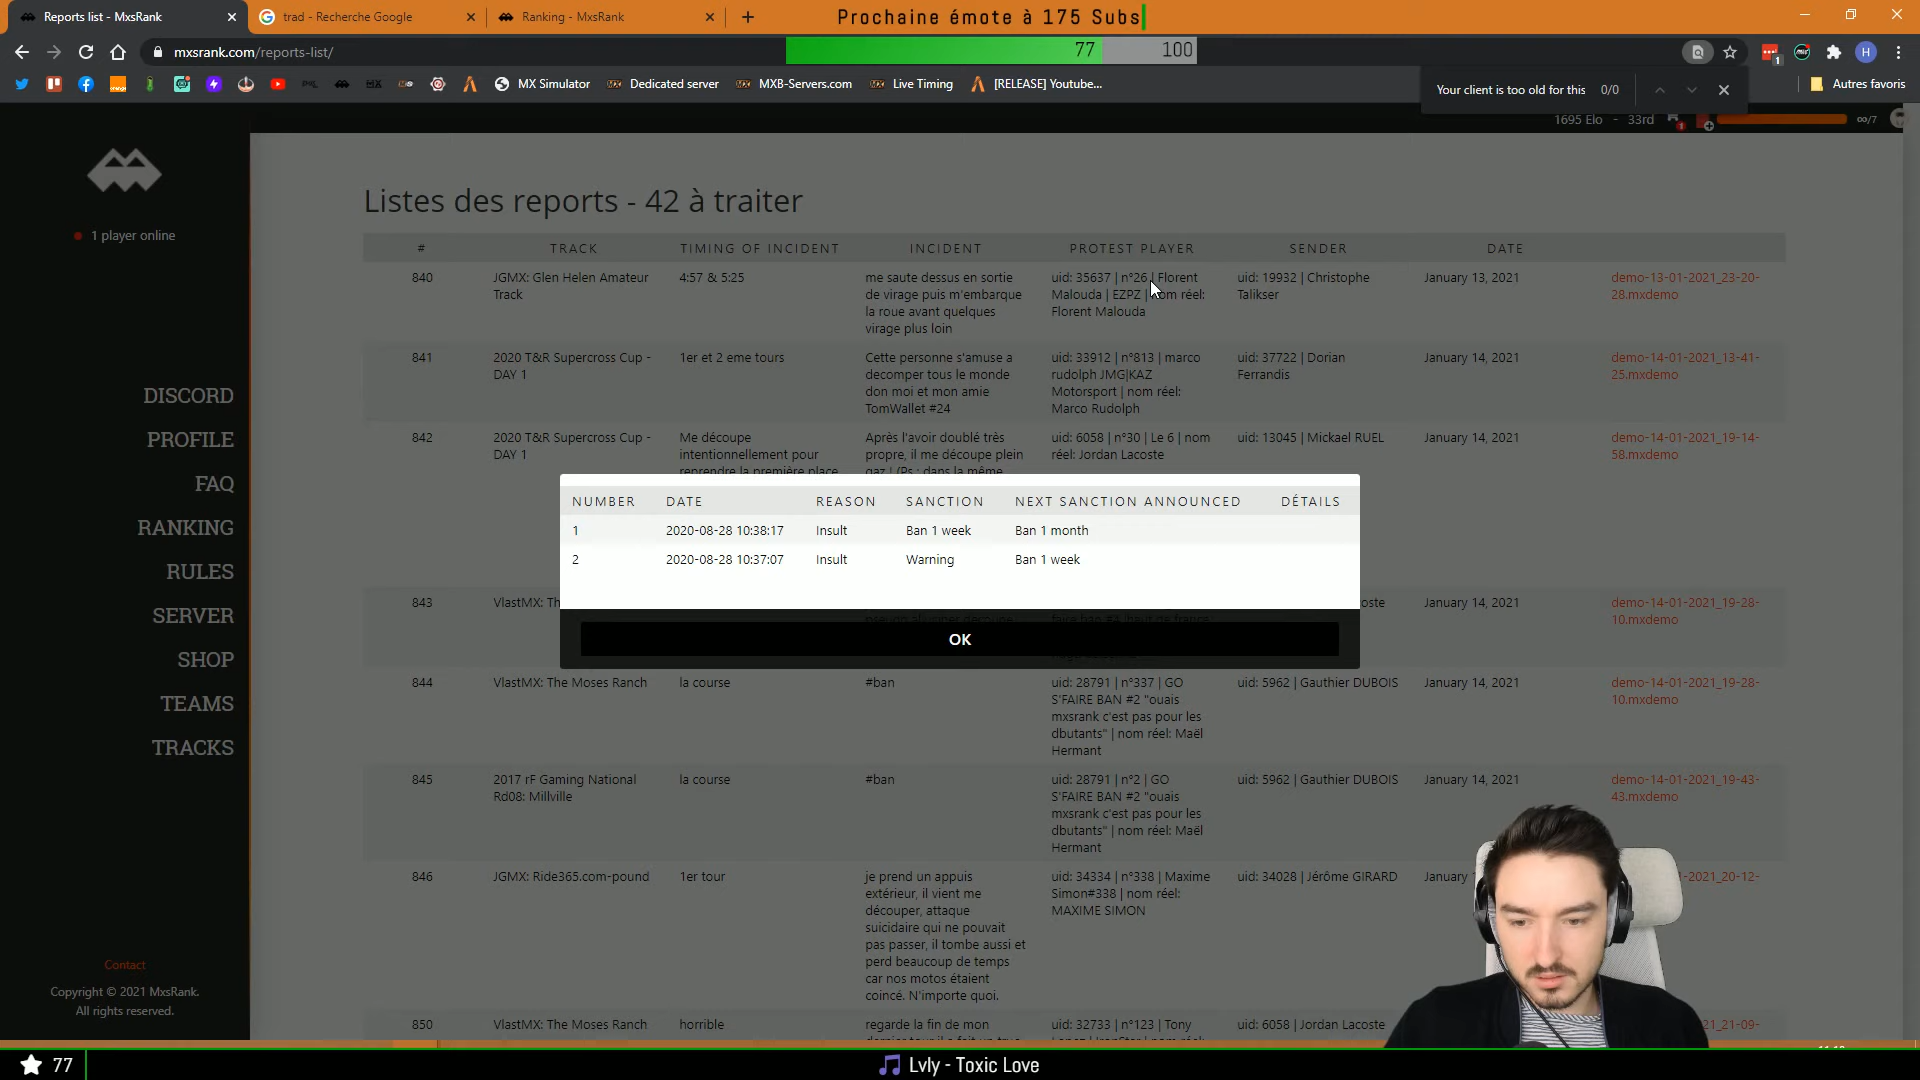 Reports list - MxsRank
trad - Recherche Google
Ranking - MxsRank
Prochaine émote à 175 Subs
mxsrank.com/reports-list/
77
100
H
1
MX Simulator
Dedicated server
MXB-Servers.com
Live Timing
[RELEASE] Youtube...
Your client is too old for this 0/0
Autres favoris
1695 Elo - 33rd
∞/7
1 player online
DISCORD
PROFILE
FAQ
RANKING
RULES
SERVER
SHOP
TEAMS
TRACKS
Contact
Copyright © 2021 MxsRank.
All rights reserved.
Listes des reports - 42 à traiter
# TRACK TIMING OF INCIDENT INCIDENT PROTEST PLAYER SENDER DATE
840
JGMX: Glen Helen Amateur
Track
4:57 & 5:25
me saute dessus en sortie
de virage puis m'embarque
la roue avant quelques
virage plus loin
uid: 35637 | n°26 | Florent
Malouda | EZPZ | nom réel:
Florent Malouda
uid: 19932 | Christophe
Talikser
January 13, 2021
demo-13-01-2021_23-20-
28.mxdemo
841
2020 T&R Supercross Cup -
DAY 1
1er et 2 eme tours
Cette personne s'amuse a
decomper tous le monde
don moi et mon amie
TomWallet #24
uid: 33912 | n°813 | marco
rudolph JMG|KAZ
Motorsport | nom réel:
Marco Rudolph
uid: 37722 | Dorian
Ferrandis
January 14, 2021
demo-14-01-2021_13-41-
25.mxdemo
842
2020 T&R Supercross Cup -
DAY 1
Me découpe
intentionnellement pour
reprendre la première place
Après l'avoir doublé très
propre, il me découpe plein
gaz ! (Ps : dans la même
uid: 6058 | n°30 | Le 6 | nom
réel: Jordan Lacoste
uid: 13045 | Mickael RUEL
January 14, 2021
demo-14-01-2021_19-14-
58.mxdemo
NUMBER DATE REASON SANCTION NEXT SANCTION ANNOUNCED DÉTAILS
1 2020-08-28 10:38:17 Insult Ban 1 week Ban 1 month
2 2020-08-28 10:37:07 Insult Warning Ban 1 week
OK
843
VlastMX: Th
oste
January 14, 2021
demo-14-01-2021_19-28-
10.mxdemo
844
VlastMX: The Moses Ranch
la course
#ban
uid: 28791 | n°337 | GO
S'FAIRE BAN #2 "ouais
mxsrank c'est pas pour les
dbutants" | nom réel: Maël
Hermant
uid: 5962 | Gauthier DUBOIS
January 14, 2021
demo-14-01-2021_19-28-
10.mxdemo
845
2017 rF Gaming National
Rd08: Millville
la course
#ban
uid: 28791 | n°2 | GO
S'FAIRE BAN #2 "ouais
mxsrank c'est pas pour les
dbutants" | nom réel: Maël
Hermant
uid: 5962 | Gauthier DUBOIS
January 14, 2021
demo-14-01-2021_19-43-
43.mxdemo
846
JGMX: Ride365.com-pound
1er tour
je prend un appuis
extérieur, il vient me
découper, attaque
suicidaire qui ne pouvait
pas passer, il tombe aussi et
perd beaucoup de temps
car nos motos étaient
coincé. N'importe quoi.
uid: 34334 | n°338 | Maxime
Simon#338 | nom réel:
MAXIME SIMON
uid: 34028 | Jérôme GIRARD
January
-2021_20-12-
850
VlastMX: The Moses Ranch
horrible
regarde la fin de mon
uid: 32733 | n°123 | Tony
uid: 6058 | Jordan Lacoste
_21-09-
77
Lvly - Toxic Love